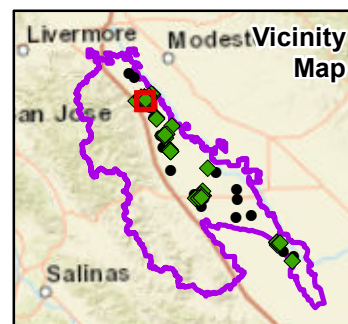 Livermore
Modest
Vicinity
Map
an Jose
Salinas